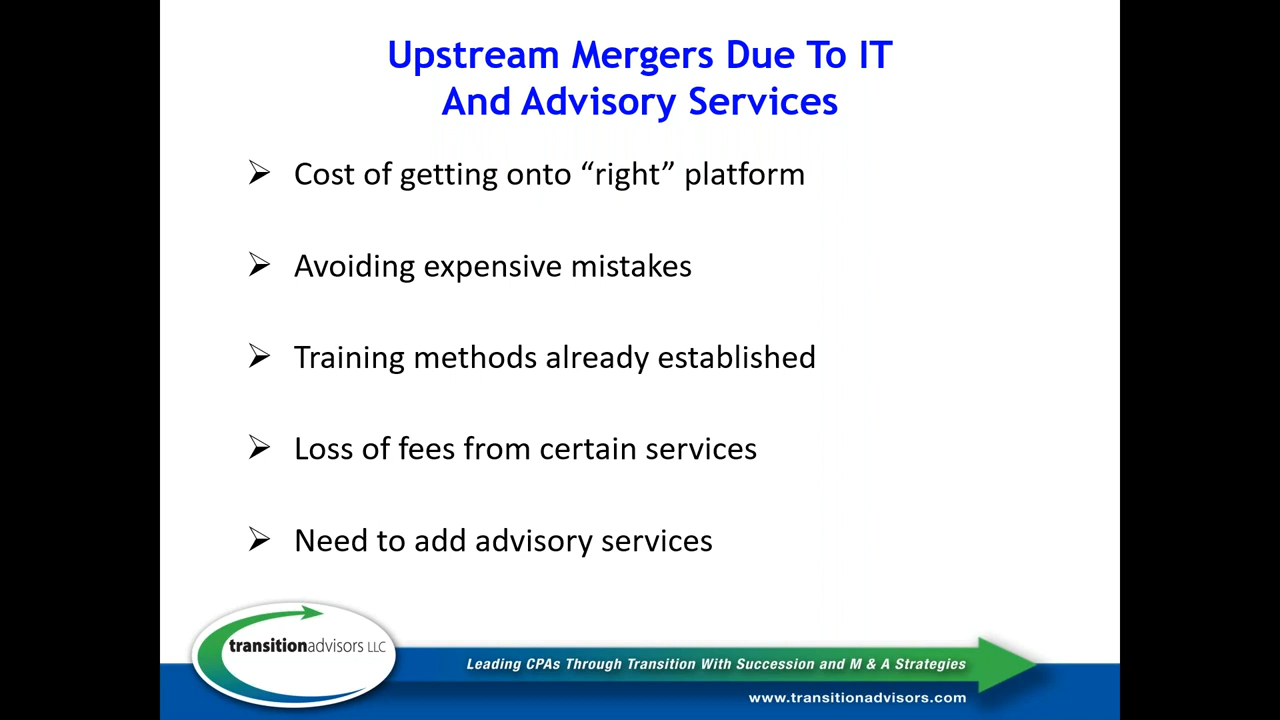 Upstream Mergers Due To IT
And Advisory Services
Cost of getting onto “right” platform
Avoiding expensive mistakes
Training methods already established
Loss of fees from certain services
Need to add advisory services
transitionadvisors LLC
Leading CPAs Through Transition With Succession and M & A Strategies
www.transitionadvisors.com